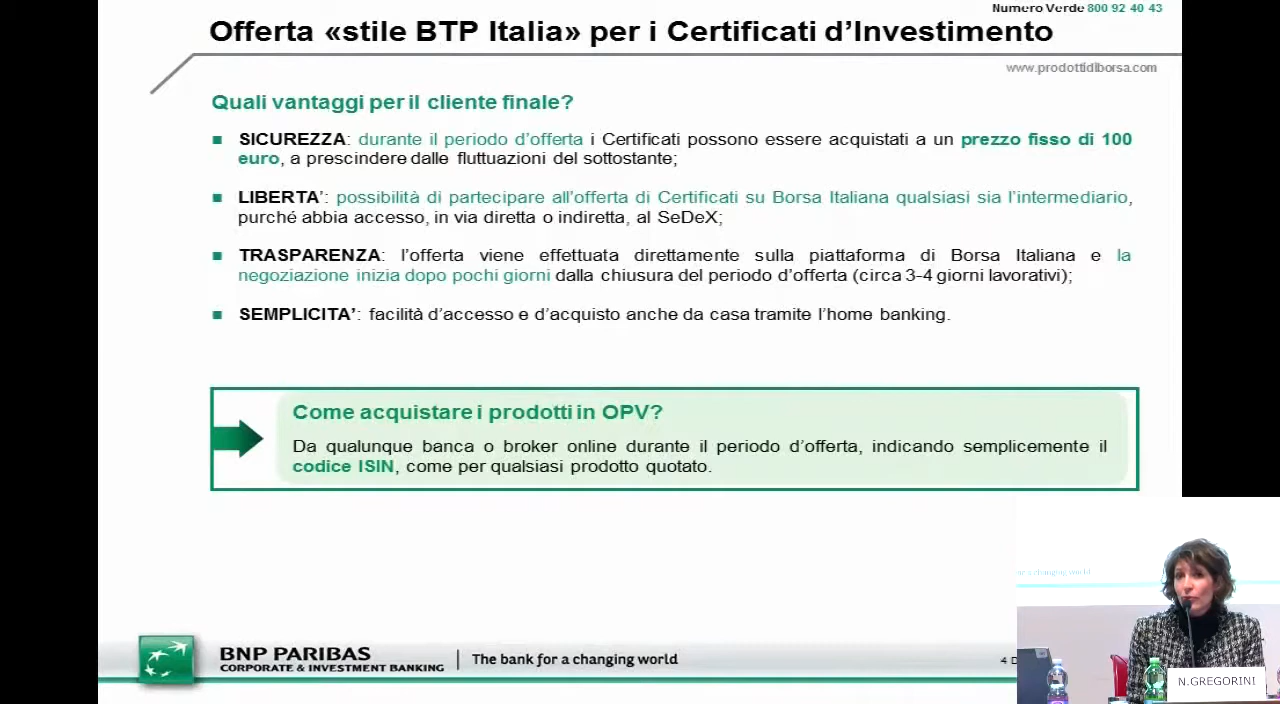 Numero Verde 800 92 40 43
Offerta «stile BTP Italia» per i Certificati d’Investimento
www.prodottidiborsa.com
Quali vantaggi per il cliente finale?
SICUREZZA: durante il periodo d’offerta i Certificati possono essere acquistati a un prezzo fisso di 100
euro, a prescindere dalle fluttuazioni del sottostante;
LIBERTA’: possibilità di partecipare all’offerta di Certificati su Borsa Italiana qualsiasi sia l’intermediario,
purché abbia accesso, in via diretta o indiretta, al SeDeX;
TRASPARENZA: l’offerta viene effettuata direttamente sulla piattaforma di Borsa Italiana e la
negoziazione inizia dopo pochi giorni dalla chiusura del periodo d’offerta (circa 3-4 giorni lavorativi);
SEMPLICITA’: facilità d’accesso e d’acquisto anche da casa tramite l’home banking.
Come acquistare i prodotti in OPV?
Da qualunque banca o broker online durante il periodo d’offerta, indicando semplicemente il
codice ISIN, come per qualsiasi prodotto quotato.
changing world
BNP PARIBAS
CORPORATE & INVESTMENT BANKING
The bank for a changing world
4 D
N.GREGORINI